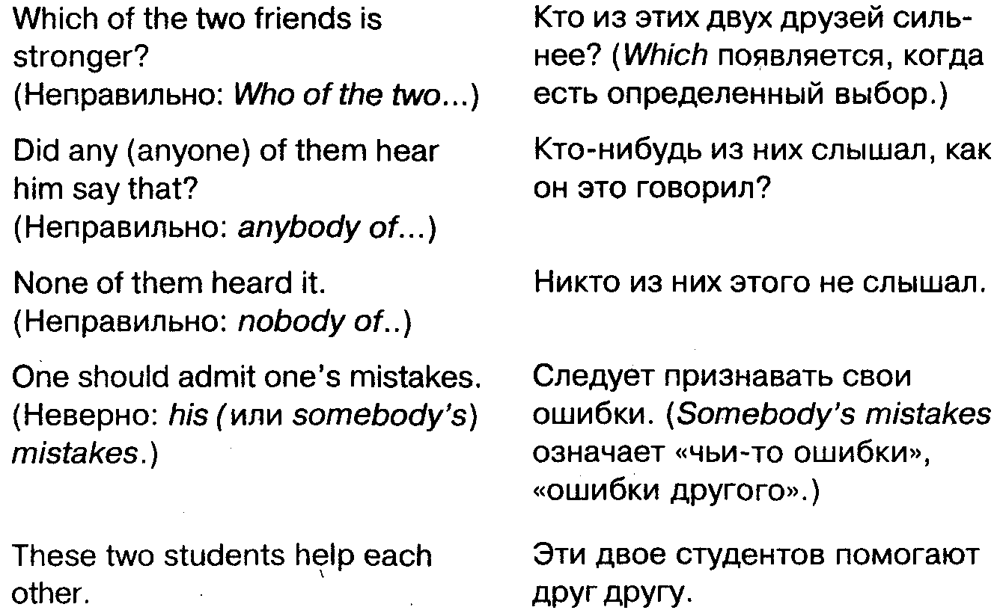 Which of the two friends is
stronger?
(Неправильно: Who of the two...)
Кто из этих двух друзей силь-
нее? (Which появляется, когда
есть определенный выбор.)
Did any (anyone) of them hear
him say that?
(Неправильно: anybody of...)
Кто-нибудь из них слышал, как
он это говорил?
None of them heard it.
(Неправильно: nobody of..)
Никто из них этого не слышал.
One should admit one's mistakes.
(Неверно: his (или somebody's)
mistakes.)
Следует признавать свои
ошибки. (Somebody's mistakes
означает «чьи-то ошибки»,
«ошибки другого».)
These two students help each
other.
Эти двое студентов помогают
друг другу.